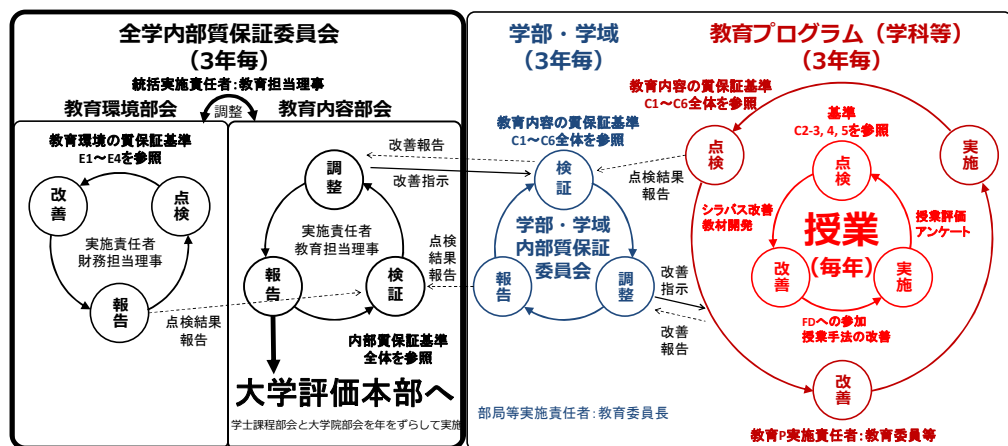 全学内部質保証委員会
(3年毎)
統括実施責任者:教育担当理事
教育環境部会
調整
教育内容部会
教育環境の質保証基準
E1~E4を参照
改善
点検
実施責任者
財務担当理事
報告
点検結果
報告
改善報告
改善指示
調整
実施責任者
教育担当理事
報告
検証
点検
結果
報告
内部質保証基準
全体を参照
大学評価本部へ
学士課程部会と大学院部会を年をずらして実施
学部・学域
(3年毎)
教育内容の質保証基準
C1~C6全体を参照
検証
学部・学域
内部質保証
委員会
報告
調整
点検結果
報告
改善
指示
改善
報告
部局等実施責任者:教育委員長
教育プログラム(学科等)
(3年毎)
教育内容の質保証基準
C1~C6全体を参照
点検
実施
基準
C2-3, 4, 5を参照
点検
シラバス改善
教材開発
授業
(毎年)
授業評価
アンケート
改善
実施
FDへの参加
授業手法の改善
改善
教育P実施責任者:教育委員等